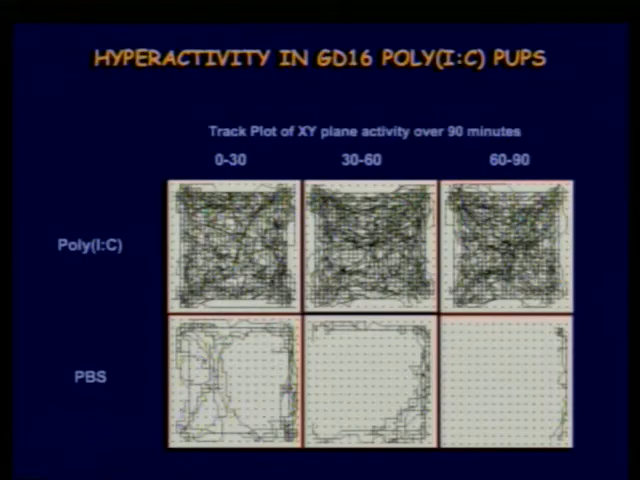 HYPERACTIVITY IN GD16 POLY(I:C) PUPS
Track Plot of XY plane activity over 90 minutes
0-30 30-60 60-90
Poly(I:C)
PBS